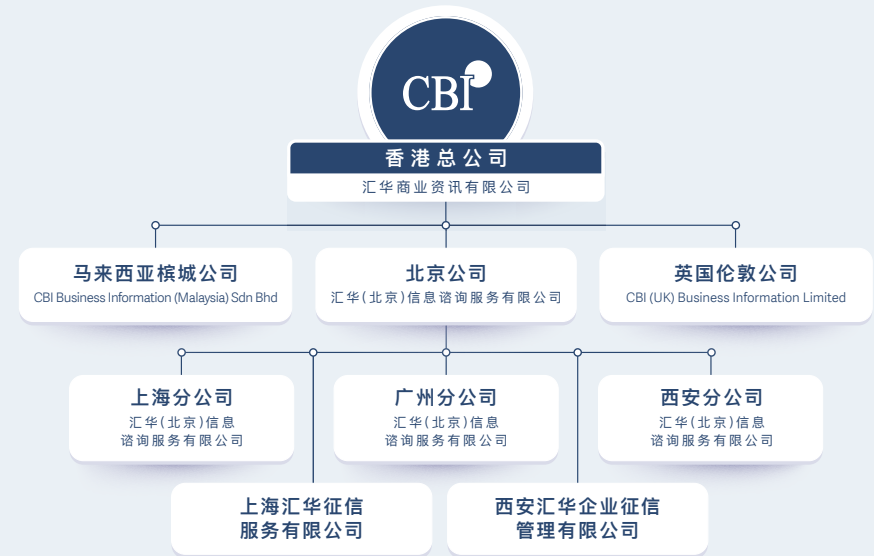 CBI
香港总公司
汇华商业资讯有限公司
马来西亚槟城公司
CBI Business Information (Malaysia) Sdn Bhd
北京公司
汇华(北京)信息谘询服务有限公司
英国伦敦公司
CBI (UK) Business Information Limited
上海分公司
汇华(北京)信息
谘询服务有限公司
广州分公司
汇华(北京)信息
谘询服务有限公司
西安分公司
汇华(北京)信息
谘询服务有限公司
上海汇华征信
服务有限公司
西安汇华企业征信
管理有限公司